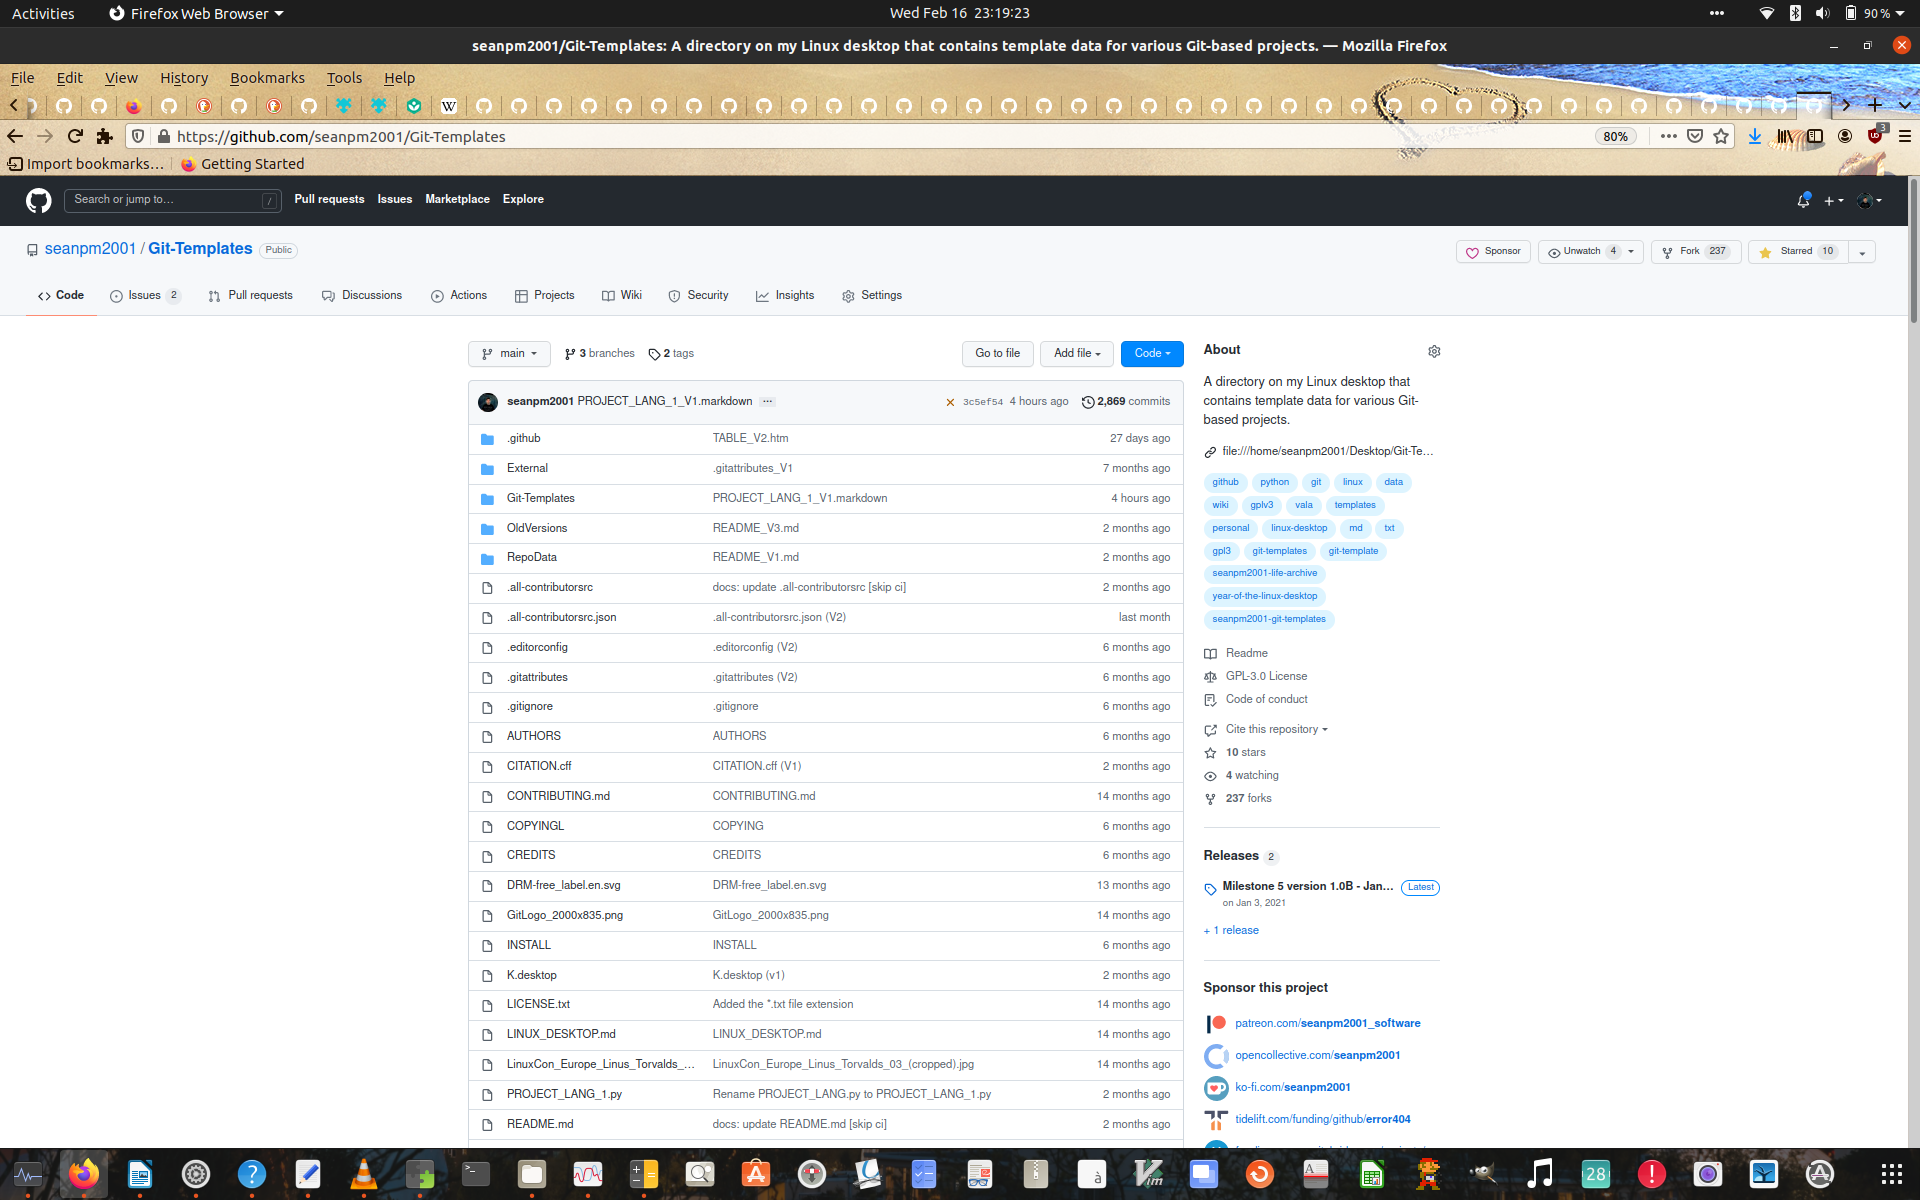 Activities Firefox Web Browser Wed Feb 16 23:19:23 90 %
seanpm2001/Git-Templates: A directory on my Linux desktop that contains template data for various Git-based projects. — Mozilla Firefox
File Edit View History Bookmarks Tools Help
https://github.com/seanpm2001/Git-Templates 80% 3
Import bookmarks... Getting Started
Search or jump to... / Pull requests Issues Marketplace Explore
seanpm2001 / Git-Templates Public Sponsor Unwatch 4 Fork 237 Starred 10
Code Issues 2 Pull requests Discussions Actions Projects Wiki Security Insights Settings
main 3 branches 2 tags Go to file Add file Code
seanpm2001 PROJECT_LANG_1_V1.markdown ... 3c5ef54 4 hours ago 2,869 commits
.github TABLE_V2.htm 27 days ago
External .gitattributes_V1 7 months ago
Git-Templates PROJECT_LANG_1_V1.markdown 4 hours ago
OldVersions README_V3.md 2 months ago
RepoData README_V1.md 2 months ago
.all-contributorsrc docs: update .all-contributorsrc [skip ci] 2 months ago
.all-contributorsrc.json .all-contributorsrc.json (V2) last month
.editorconfig .editorconfig (V2) 6 months ago
.gitattributes .gitattributes (V2) 6 months ago
.gitignore .gitignore 6 months ago
AUTHORS AUTHORS 6 months ago
CITATION.cff CITATION.cff (V1) 2 months ago
CONTRIBUTING.md CONTRIBUTING.md 14 months ago
COPYINGL COPYING 6 months ago
CREDITS CREDITS 6 months ago
DRM-free_label.en.svg DRM-free_label.en.svg 13 months ago
GitLogo_2000x835.png GitLogo_2000x835.png 14 months ago
INSTALL INSTALL 6 months ago
K.desktop K.desktop (v1) 2 months ago
LICENSE.txt Added the *.txt file extension 14 months ago
LINUX_DESKTOP.md LINUX_DESKTOP.md 14 months ago
LinuxCon_Europe_Linus_Torvalds_... LinuxCon_Europe_Linus_Torvalds_03_(cropped).jpg 14 months ago
PROJECT_LANG_1.py Rename PROJECT_LANG.py to PROJECT_LANG_1.py 2 months ago
README.md docs: update README.md [skip ci] 2 months ago
About
A directory on my Linux desktop that
contains template data for various Git-
based projects.
file:///home/seanpm2001/Desktop/Git-Te...
github python git linux data
wiki gplv3 vala templates
personal linux-desktop md txt
gpl3 git-templates git-template
seanpm2001-life-archive
year-of-the-linux-desktop
seanpm2001-git-templates
Readme
GPL-3.0 License
Code of conduct
Cite this repository
10 stars
4 watching
237 forks
Releases 2
Milestone 5 version 1.0B - Jan... Latest
on Jan 3, 2021
+ 1 release
Sponsor this project
patreon.com/seanpm2001_software
opencollective.com/seanpm2001
ko-fi.com/seanpm2001
tidelift.com/funding/github/error404
28